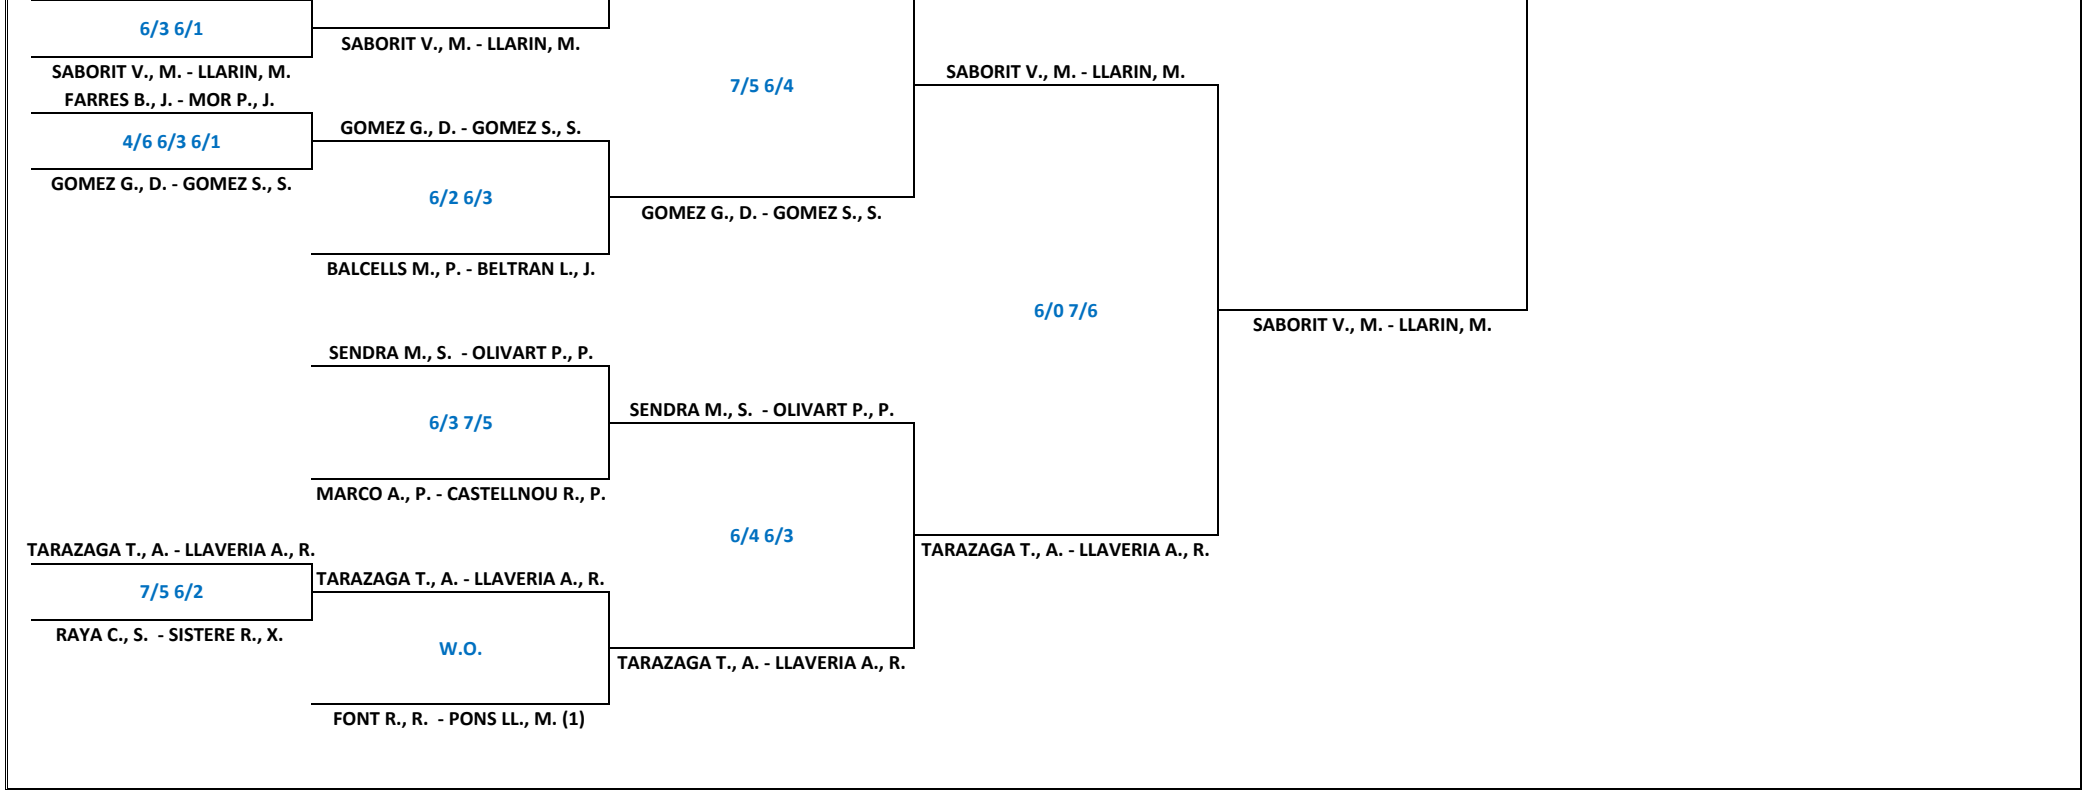 6/3 6/1
SABORIT V., M. - LLARIN, M.
SABORIT V., M. - LLARIN, M.
FARRES B., J. - MOR P., J.
4/6 6/3 6/1
GOMEZ G., D. - GOMEZ S., S.
GOMEZ G., D. - GOMEZ S., S.
6/2 6/3
BALCELLS M., P. - BELTRAN L., J.
7/5 6/4
GOMEZ G., D. - GOMEZ S., S.
SABORIT V., M. - LLARIN, M.
6/0 7/6
SABORIT V., M. - LLARIN, M.
SENDRA M., S.  - OLIVART P., P.
6/3 7/5
MARCO A., P. - CASTELLNOU R., P.
SENDRA M., S.  - OLIVART P., P.
6/4 6/3
TARAZAGA T., A. - LLAVERIA A., R.
TARAZAGA T., A. - LLAVERIA A., R.
7/5 6/2
RAYA C., S.  - SISTERE R., X.
TARAZAGA T., A. - LLAVERIA A., R.
W.O.
FONT R., R.  - PONS LL., M. (1)
TARAZAGA T., A. - LLAVERIA A., R.